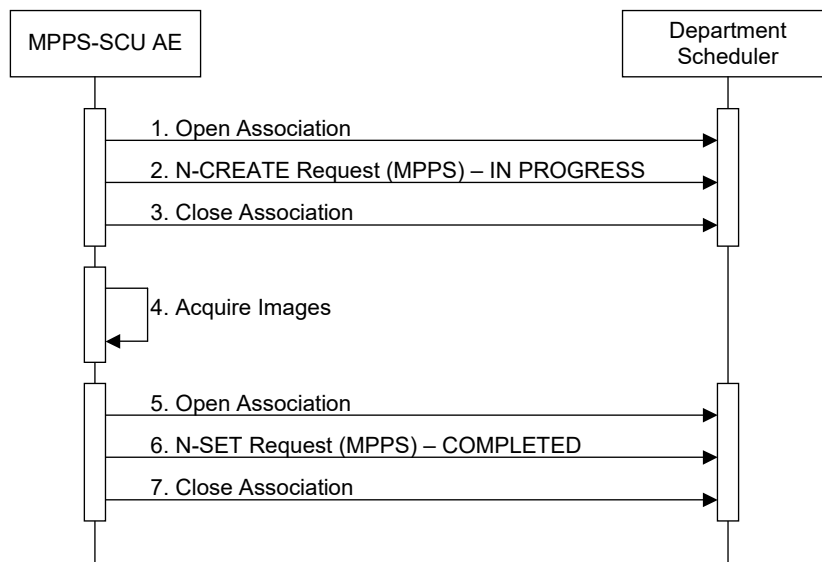 MPPS-SCU AE
Department
Scheduler
1. Open Association
2. N-CREATE Request (MPPS) – IN PROGRESS
3. Close Association
4. Acquire Images
5. Open Association
6. N-SET Request (MPPS) – COMPLETED
7. Close Association